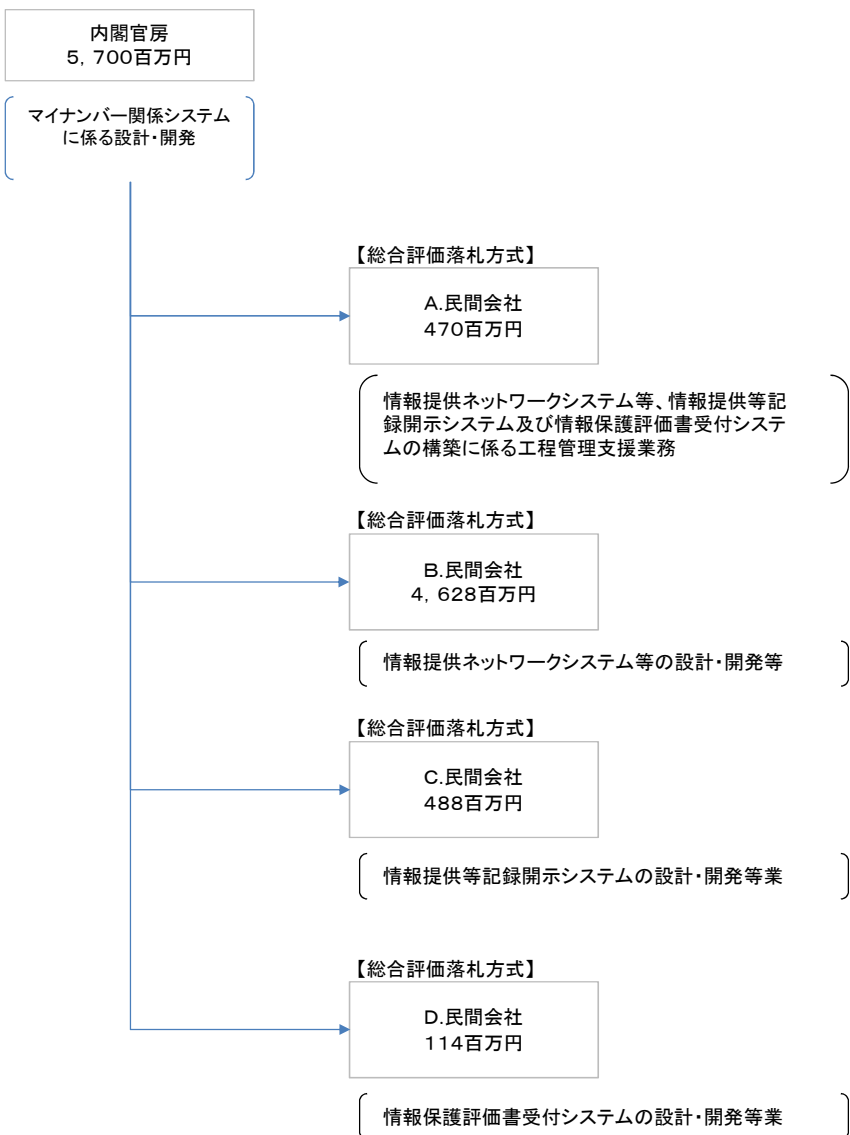 内閣官房
5，700百万円
マイナンバー関係システム
に係る設計・開発
【総合評価落札方式】
A.民間会社
470百万円
情報提供ネットワークシステム等、情報提供等記
録開示システム及び情報保護評価書受付システ
ムの構築に係る工程管理支援業務
【総合評価落札方式】
B.民間会社
4，628百万円
情報提供ネットワークシステム等の設計・開発等
【総合評価落札方式】
C.民間会社
488百万円
情報提供等記録開示システムの設計・開発等業
【総合評価落札方式】
D.民間会社
114百万円
情報保護評価書受付システムの設計・開発等業